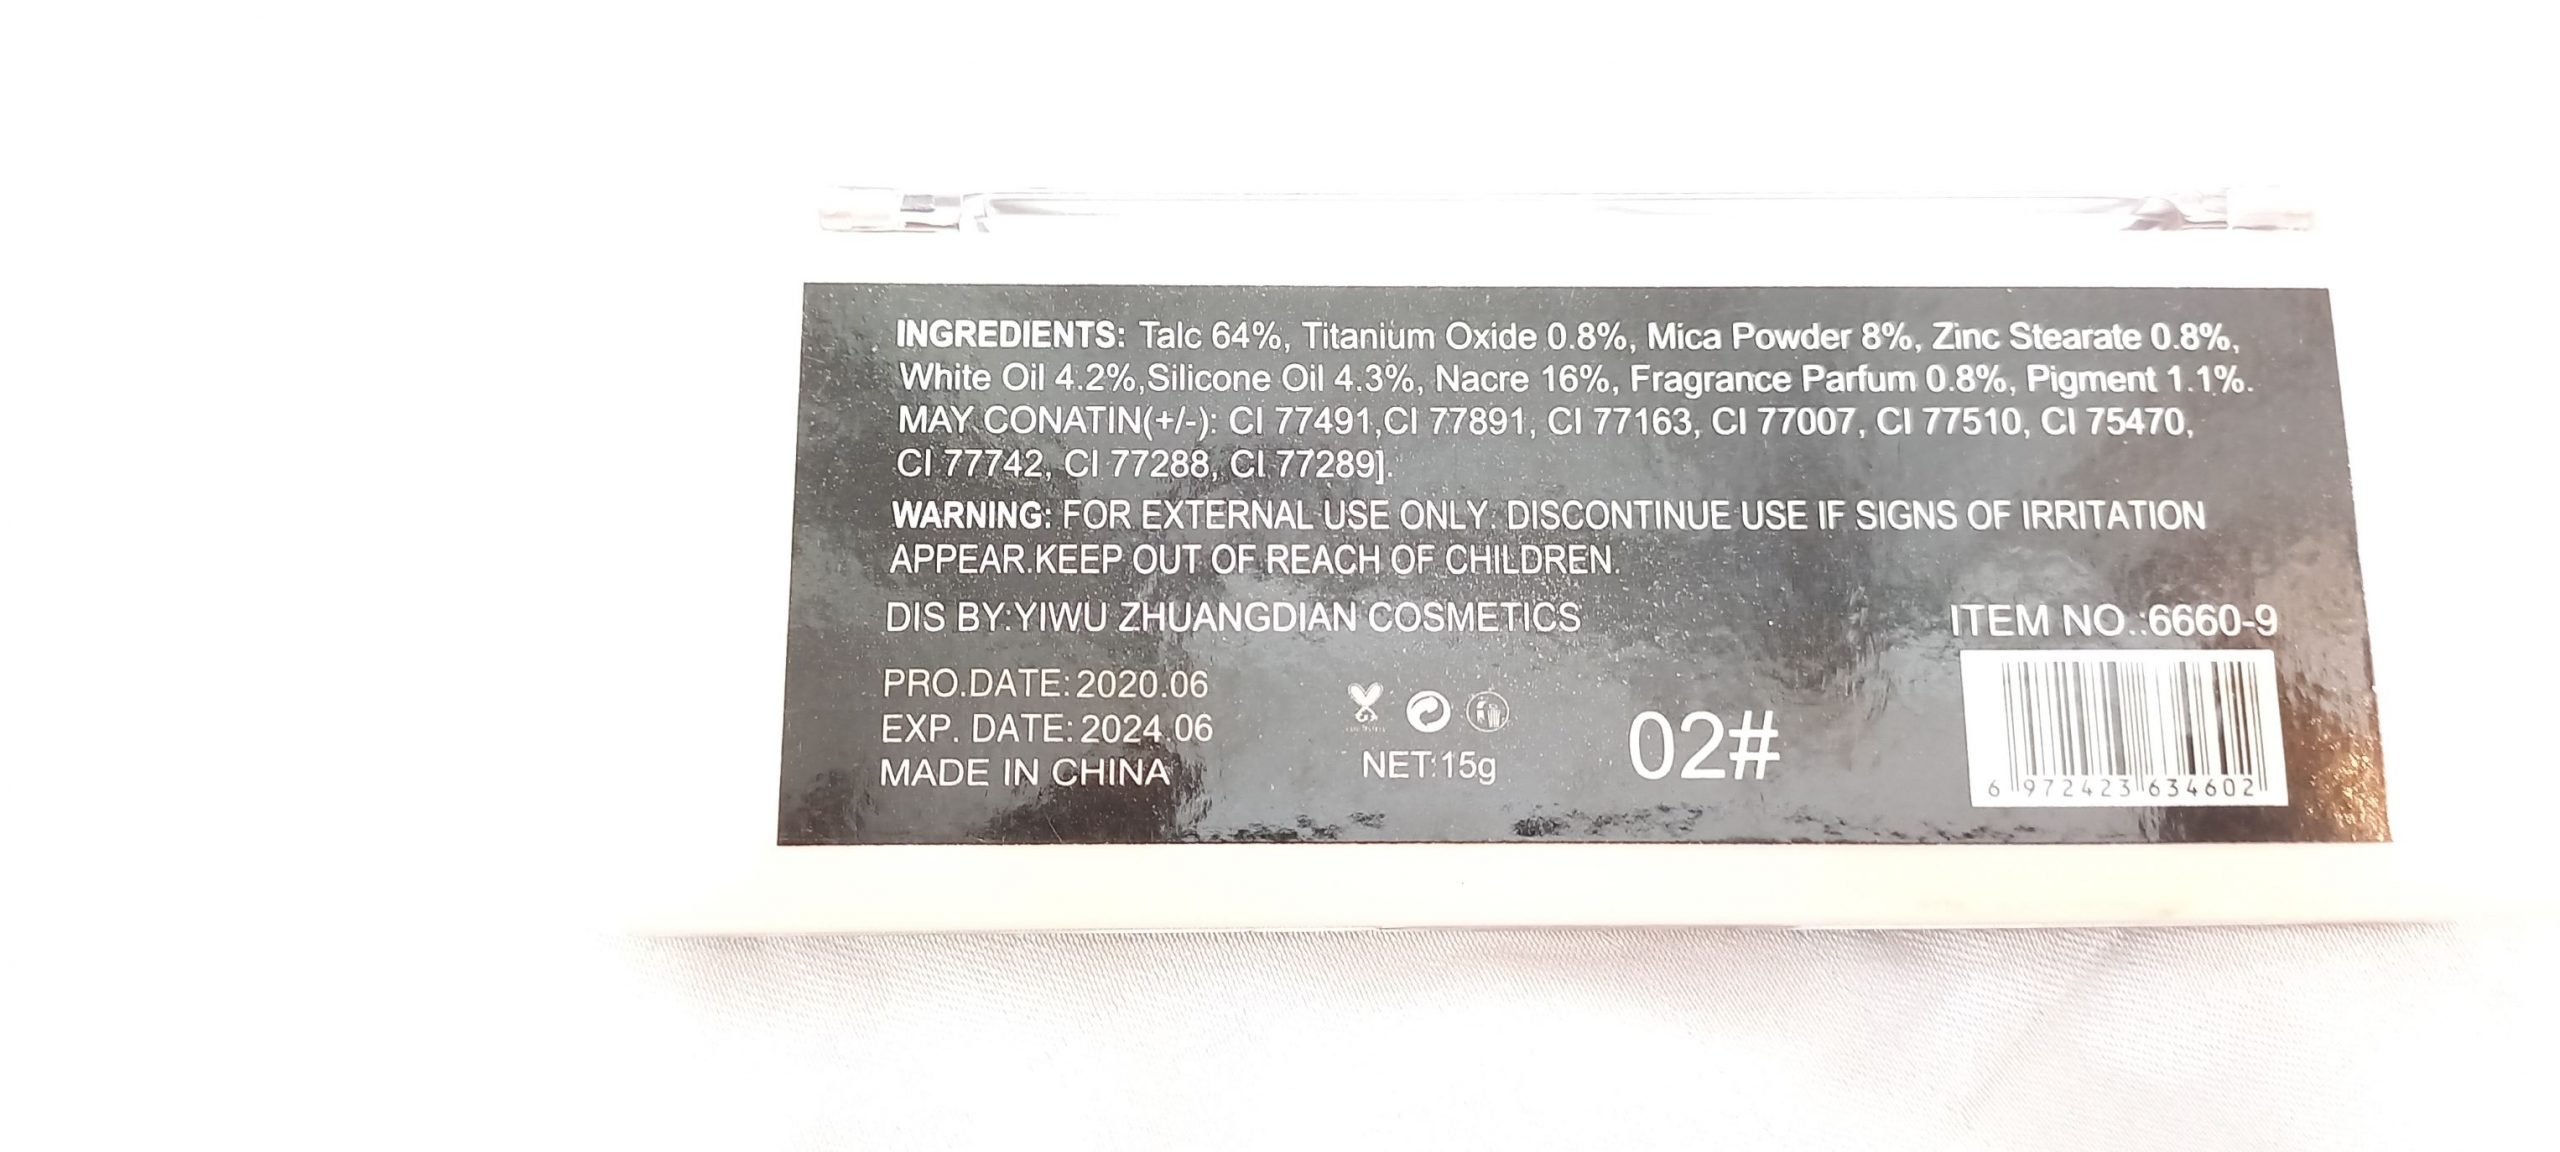 INGREDIENTS: Talc 64%, Titanium Oxide 0.8%, Mica Powder 8%, Zinc Stearate 0.8%,
White Oil 4.2%,Silicone Oil 4.3%, Nacre 16%, Fragrance Parfum 0.8%, Pigment 1.1%.
MAY CONATIN(+/-): CI 77491,CI 77891, CI 77163, CI 77007, CI 77510, CI 75470,
CI 77742, CI 77288, CI 77289].
WARNING: FOR EXTERNAL USE ONLY. DISCONTINUE USE IF SIGNS OF IRRITATION
APPEAR.KEEP OUT OF REACH OF CHILDREN.
DIS BY:YIWU ZHUANGDIAN COSMETICS
ITEM NO.:6660-9
PRO.DATE: 2020.06
EXP. DATE: 2024.06
MADE IN CHINA
NET:15g
02#
6 972423 634602